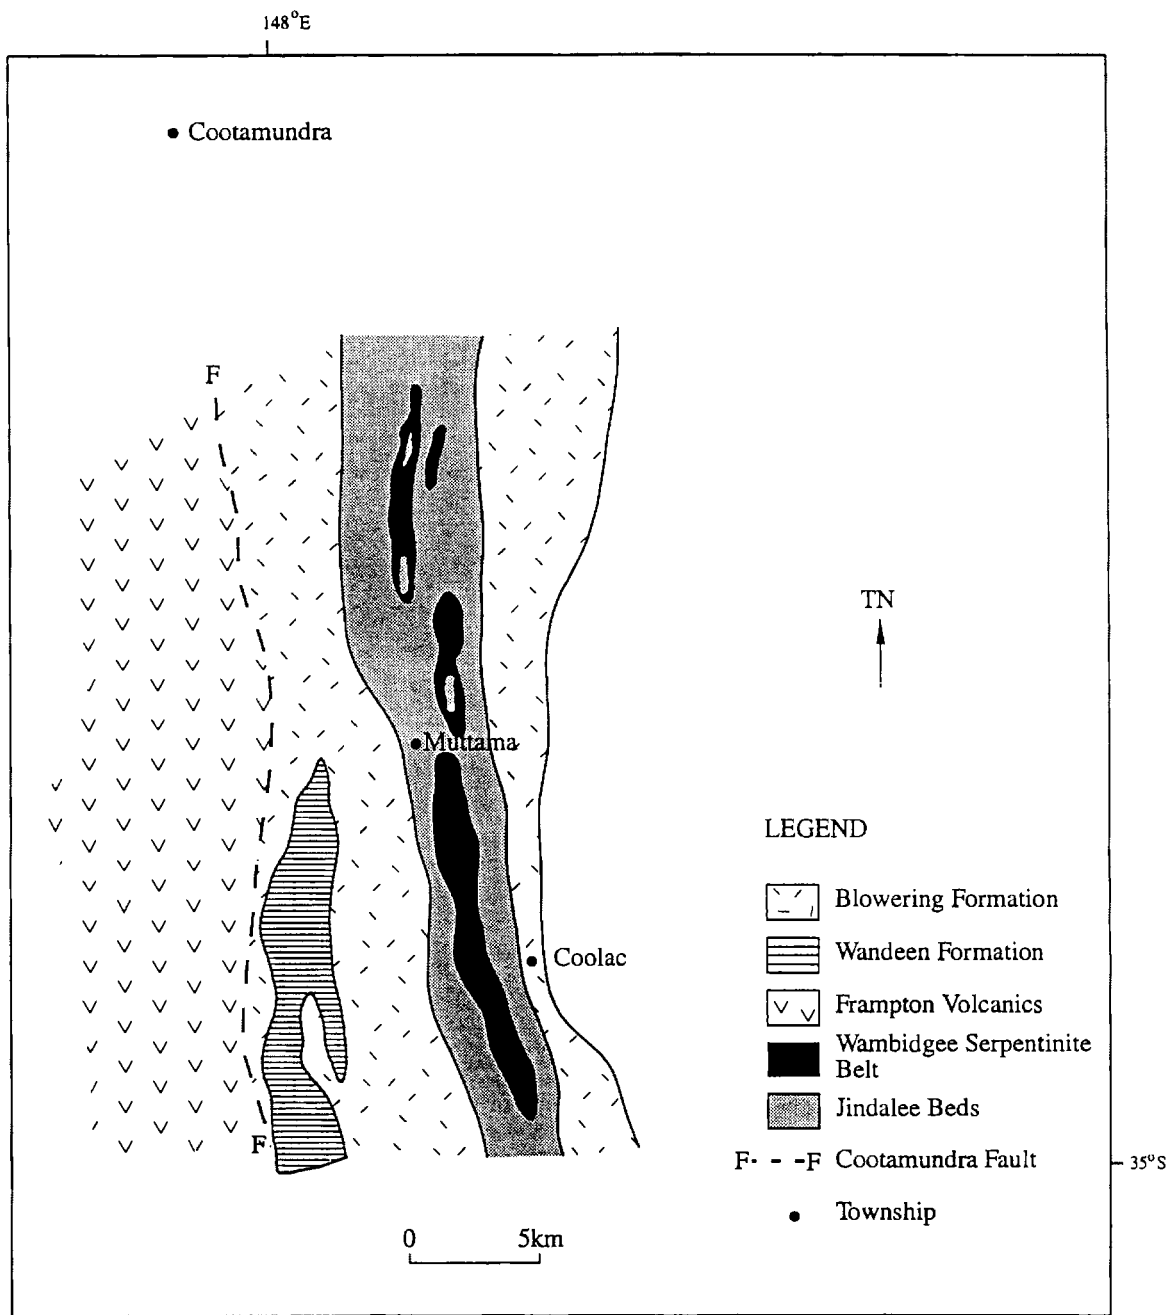 148°E
Cootamundra
F
TN
Muttama
LEGEND
Blowering Formation
Coolac
Wandeen Formation
Frampton Volcanics
Wambidgee Serpentinite
Belt
Jindalee Beds
F
F- - -F Cootamundra Fault
35°S
Township
0 5km